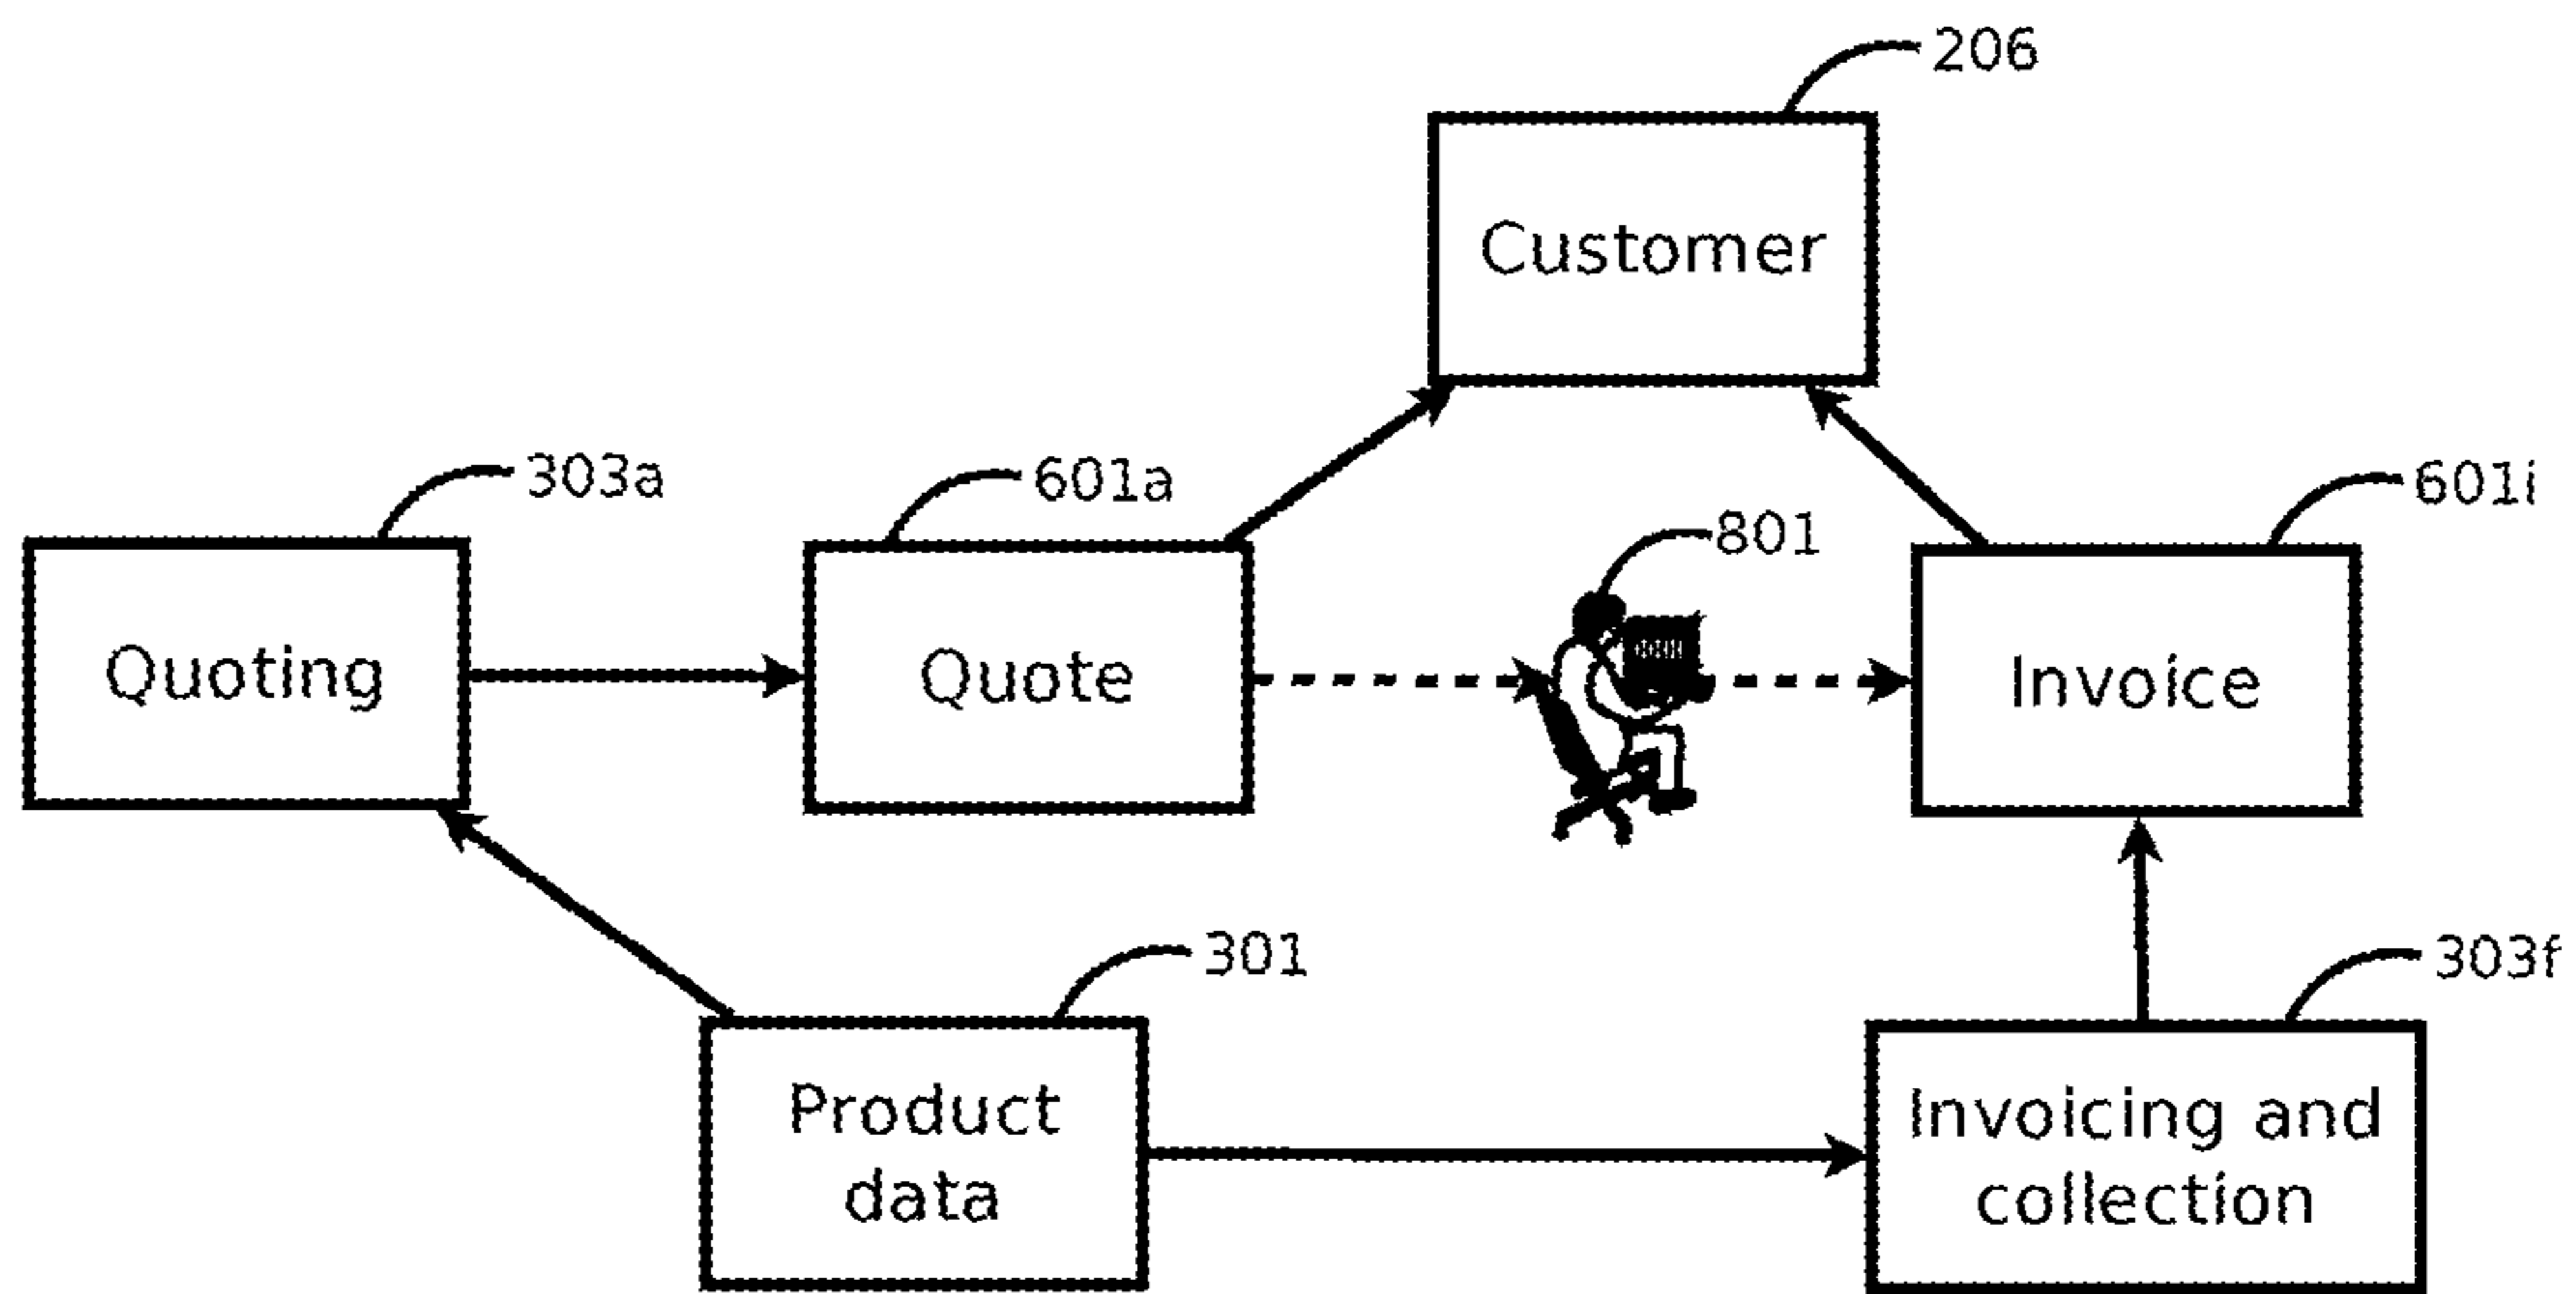 206
Customer
303a
601a
601i
801
Quoting
Quote
Invoice
301
303f
Product
data
Invoicing and
collection